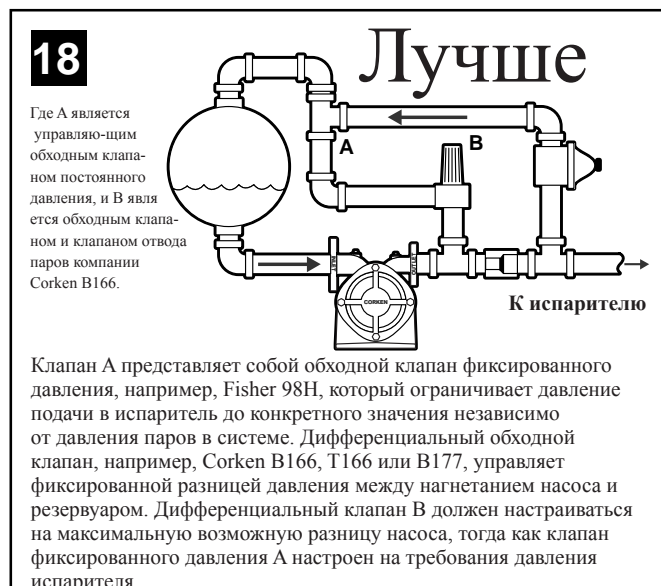 18
Лучше
Где А является
управляю-щим
обходным клапа-
ном постоянного
давления, и В явля
ется обходным клапа-
ном и клапаном отвода
паров компании
Corken B166.
A
B
INLET
OUTLET
CORKEN
К испарителю
Клапан А представляет собой обходной клапан фиксированного
давления, например, Fisher 98H, который ограничивает давление
подачи в испаритель до конкретного значения независимо
от давления паров в системе. Дифференциальный обходной
клапан, например, Corken B166, T166 или B177, управляет
фиксированной разницей давления между нагнетанием насоса и
резервуаром. Дифференциальный клапан В должен настраиваться
на максимальную возможную разницу насоса, тогда как клапан
фиксированного давления А настроен на требования давления
испарителя